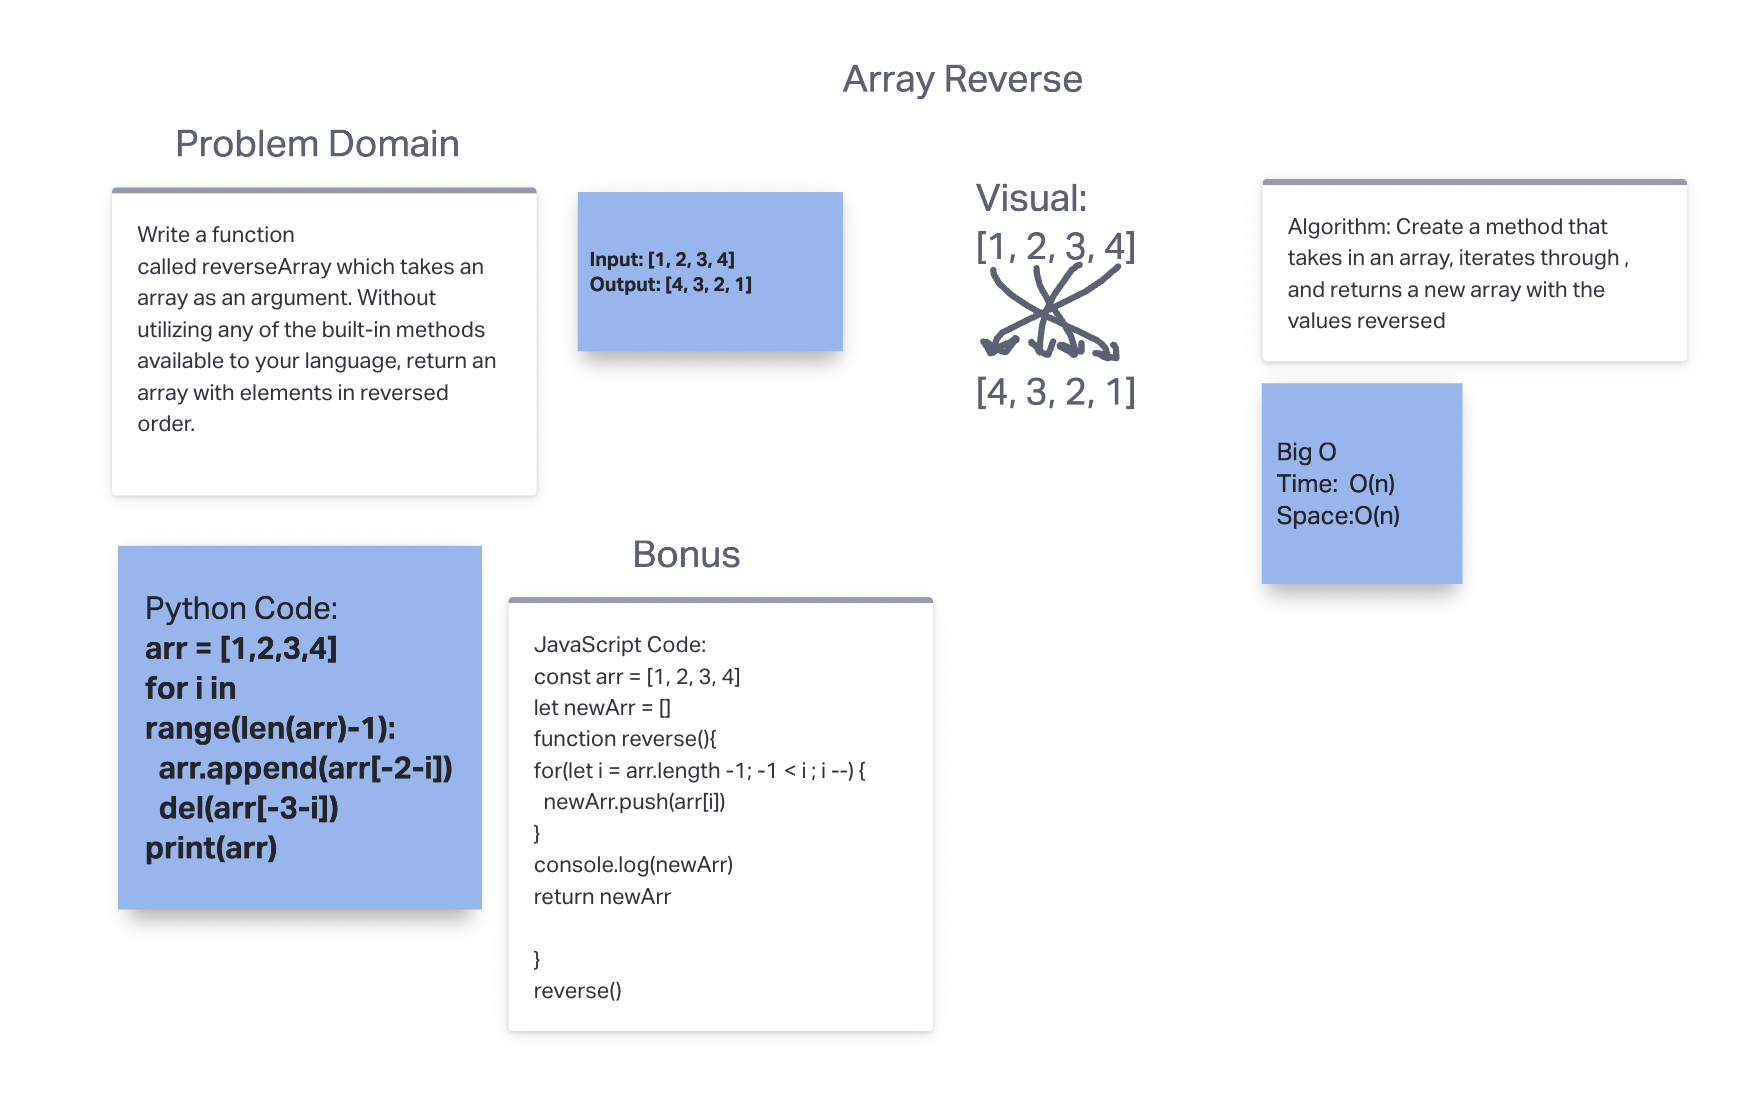 Array Reverse
Problem Domain
Write a function
called reverseArray which takes an
array as an argument. Without
utilizing any of the built-in methods
available to your language, return an
array with elements in reversed
order.
Input: [1, 2, 3, 4]
Output: [4, 3, 2, 1]
Visual:
[1, 2, 3, 4]
[4, 3, 2, 1]
Algorithm: Create a method that
takes in an array, iterates through ,
and returns a new array with the
values reversed
Big O
Time:  O(n)
Space:O(n)
Python Code:
arr = [1,2,3,4]
for i in
range(len(arr)-1):
  arr.append(arr[-2-i])
  del(arr[-3-i])
print(arr)
Bonus
JavaScript Code:
const arr = [1, 2, 3, 4]
let newArr = []
function reverse(){
for(let i = arr.length -1; -1 < i ; i --) {
  newArr.push(arr[i])
}
console.log(newArr)
return newArr
}
reverse()